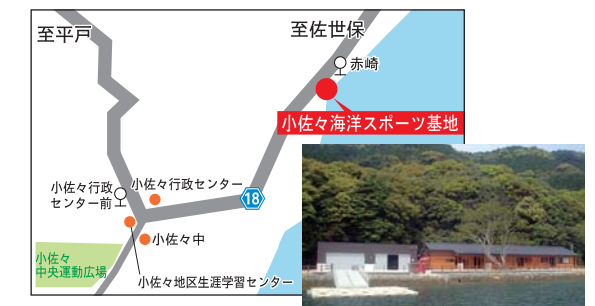 至平戸
至佐世保
赤崎
小佐々海洋スポーツ基地
小佐々行政
センター前
小佐々行政センター
18
小佐々中
小佐々
中央運動広場
小佐々地区生涯学習センター